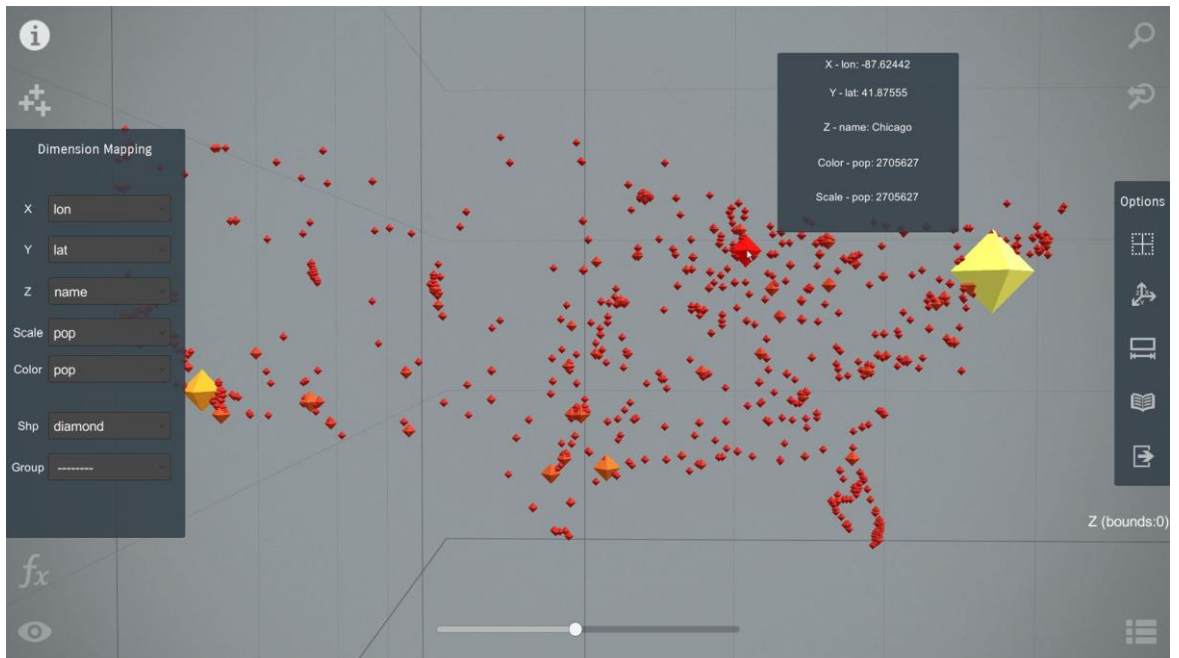 i
X - lon: -87.62442
Y - lat: 41.87555
Z - name: Chicago
Color - pop: 2705627
Scale - pop: 2705627
Dimension Mapping
X lon
Y lat
Z name
Scale pop
Color pop
Shp diamond
Group --------
Options
Z (bounds:0)
fx